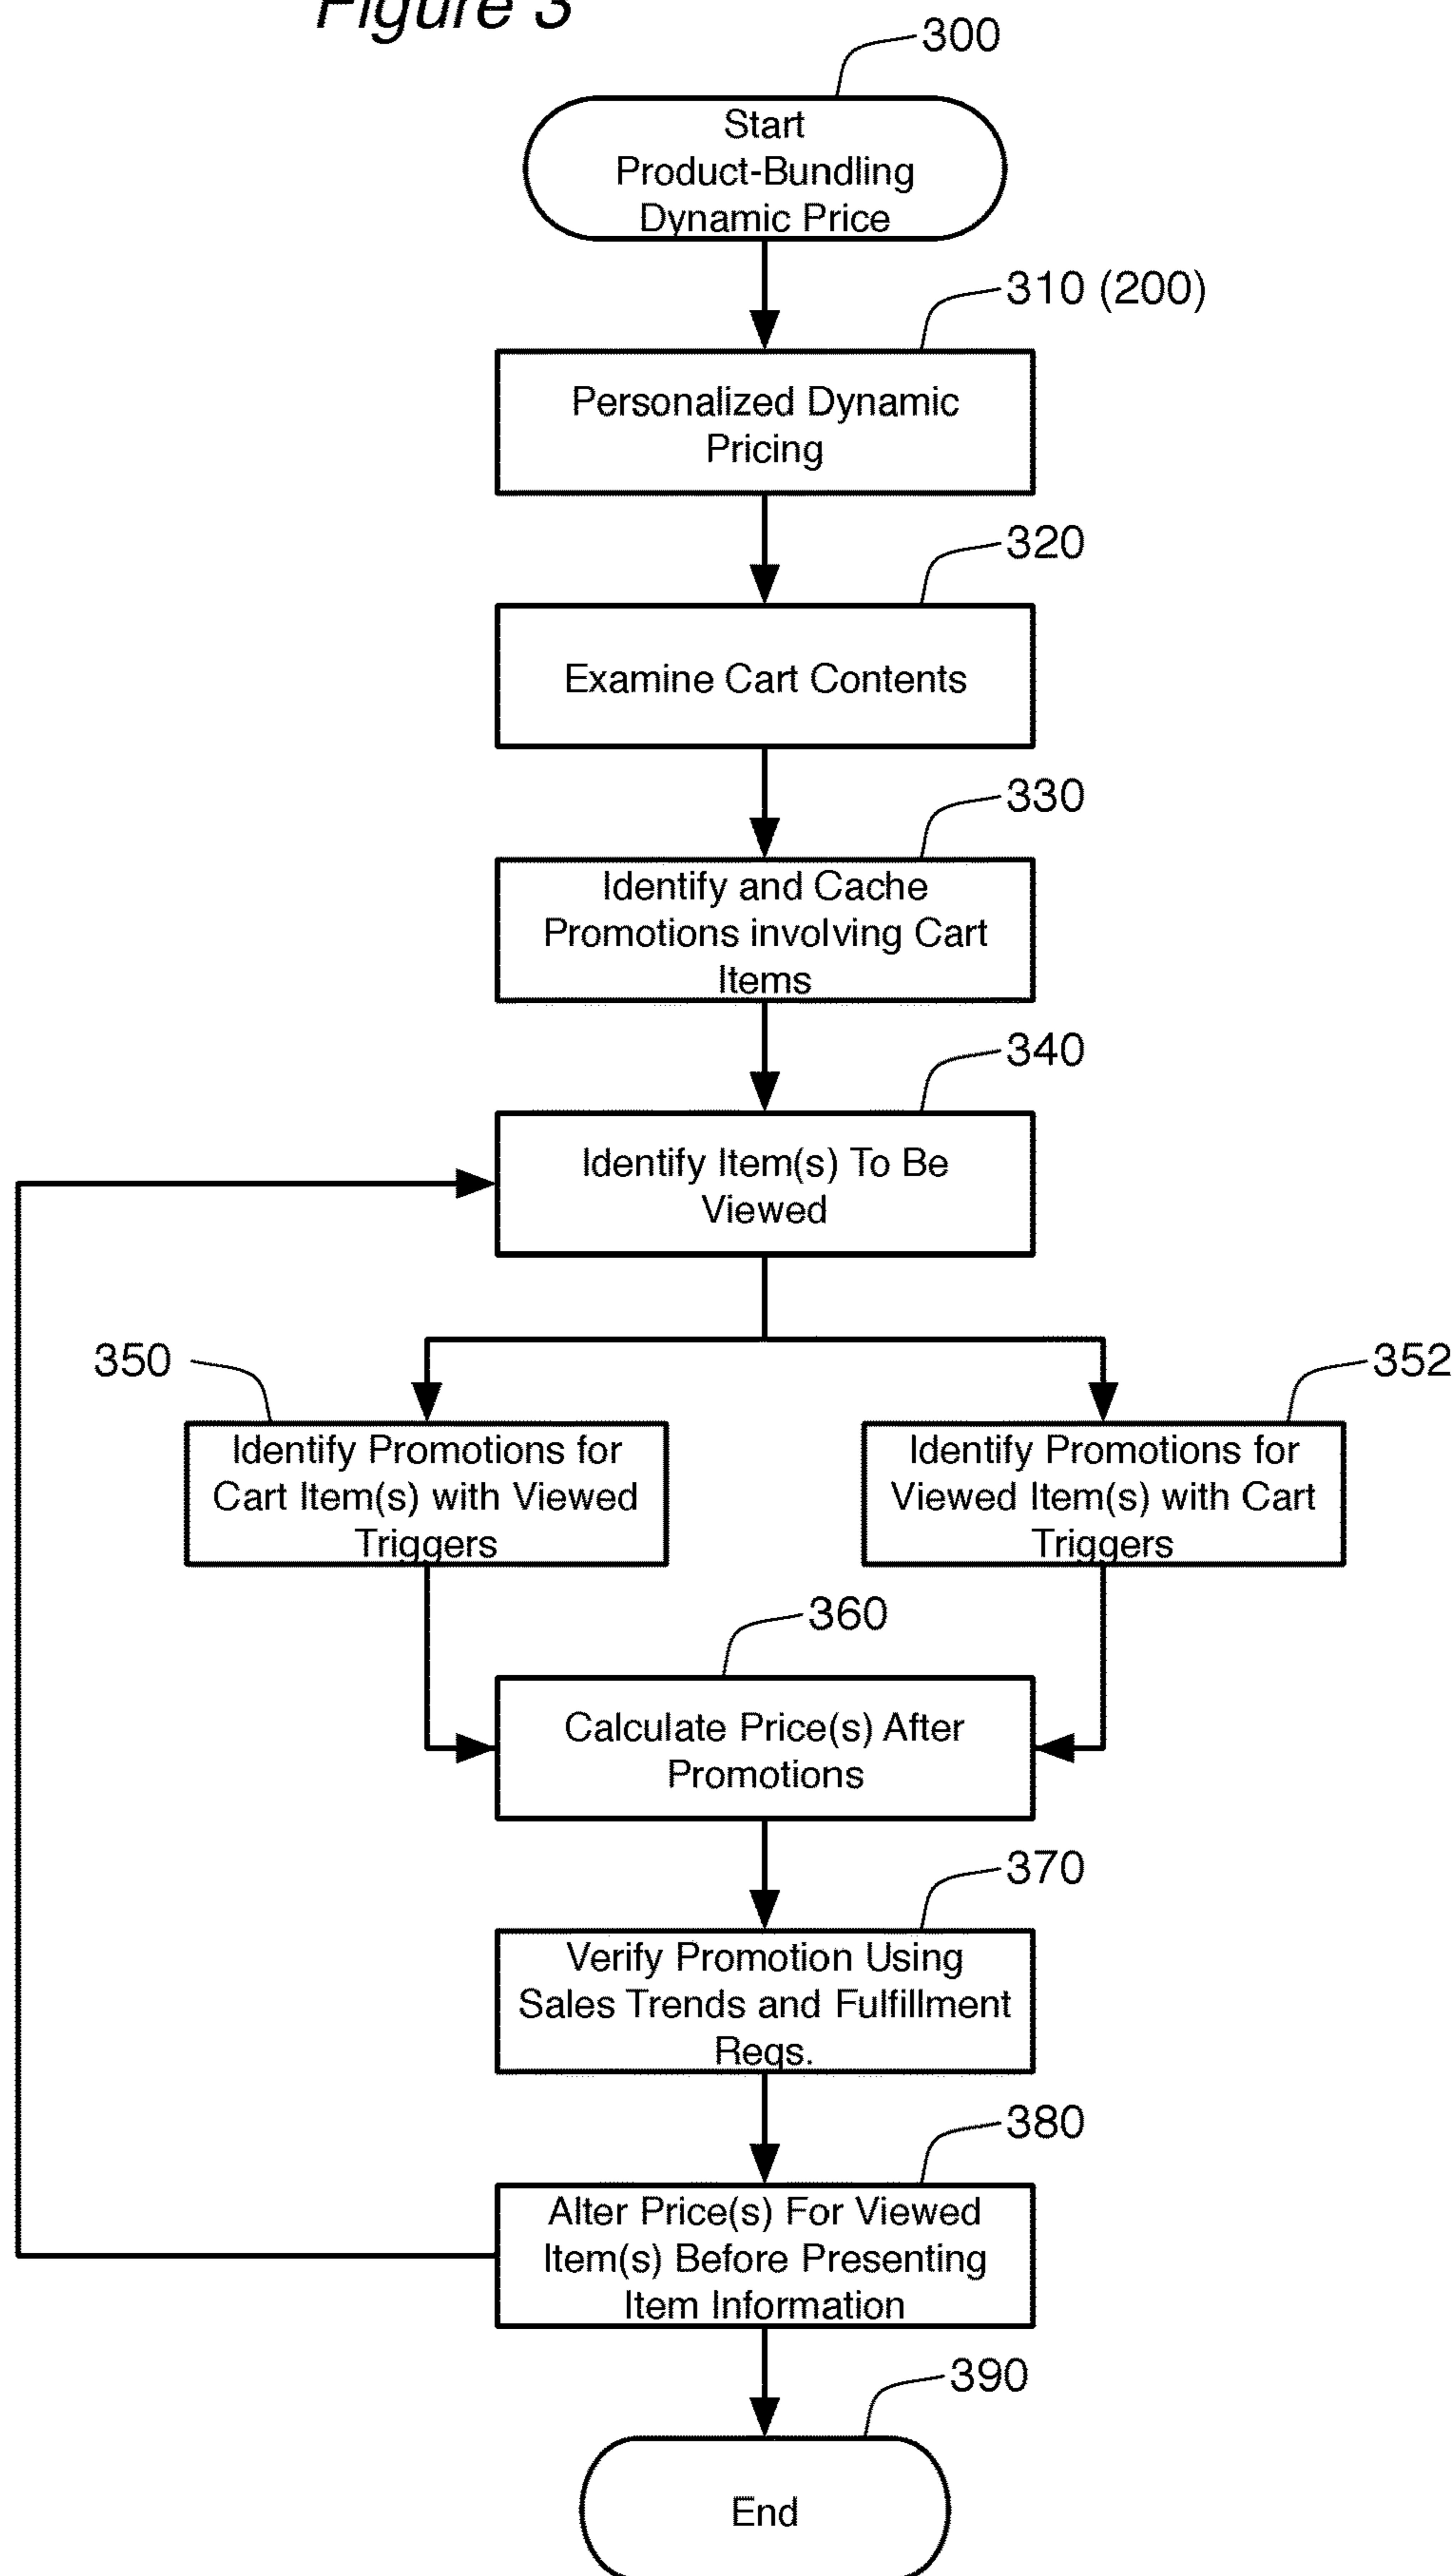 Figure 3
300
Start
Product-Bundling
Dynamic Price
310 (200)
Personalized Dynamic
Pricing
320
Examine Cart Contents
330
Identify and Cache
Promotions involving Cart
Items
340
Identify Item(s) To Be
Viewed
350
352
Identify Promotions for
Cart Item(s) with Viewed
Triggers
Identify Promotions for
Viewed Item(s) with Cart
Triggers
360
Calculate Price(s) After
Promotions
370
Verify Promotion Using
Sales Trends and Fulfillment
Reqs.
380
Alter Price(s) For Viewed
Item(s) Before Presenting
Item Information
390
End